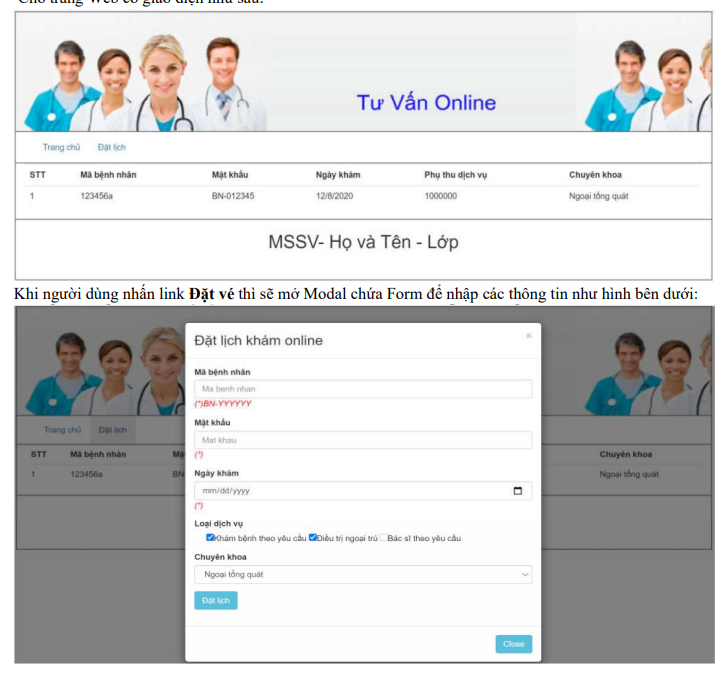 Cho trang Web có giao diện như sau:
Tư Vấn Online
Trang chủ Đặt lịch
STT Mã bệnh nhân Mật khẩu Ngày khám Phụ thu dịch vụ Chuyên khoa
1 123456a BN-012345 12/8/2020 1000000 Ngoại tổng quát
MSSV- Họ và Tên - Lớp
Khi người dùng nhấn link Đặt vé thì sẽ mở Modal chứa Form để nhập các thông tin như hình bên dưới:
Đặt lịch khám online ×
Mã bệnh nhân
Ma benh nhan
(*)BN-YYYYYY
Mật khẩu
Mat khau
(*)
Ngày khám
mm/dd/yyyy
(*)
Loại dịch vụ
Khám bệnh theo yêu cầu Điều trị ngoại trú Bác sĩ theo yêu cầu
Chuyên khoa
Ngoại tổng quát
Đặt lịch
Close
Trang chủ Đặt lịch
STT Mã bệnh nhân Mậ Chuyên khoa
1 123456a BN Ngoại tổng quát